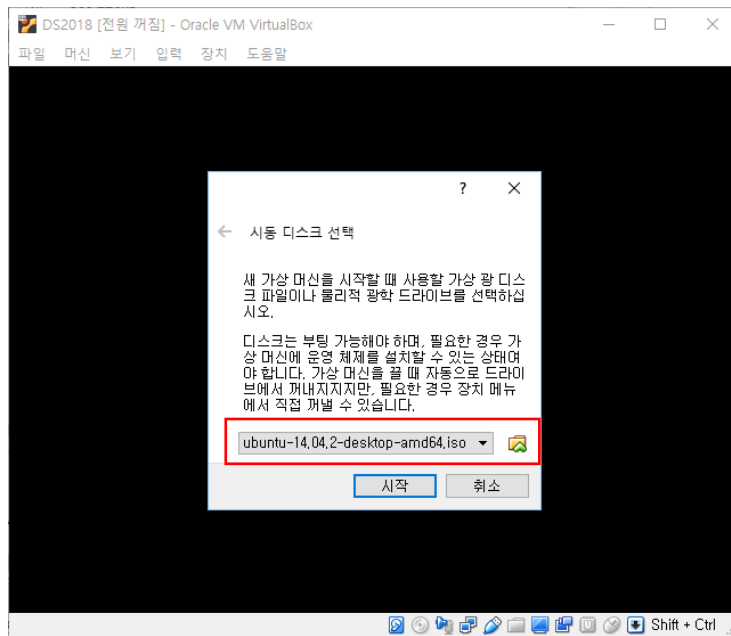 DS2018 [전원 꺼짐] - Oracle VM VirtualBox
파일 머신 보기 입력 장치 도움말
?
시동 디스크 선택
새 가상 머신을 시작할 때 사용할 가상 광 디스
크 파일이나 물리적 광학 드라이브를 선택하십
시오.
디스크는 부팅 가능해야 하며, 필요한 경우 가
상 머신에 운영 체제를 설치할 수 있는 상태여
야 합니다. 가상 머신을 끌 때 자동으로 드라이
브에서 꺼내지지지만, 필요한 경우 장치 메뉴
에서 직접 꺼낼 수 있습니다.
ubuntu-14.04.2-desktop-amd64.iso
시작 취소
Shift + Ctrl